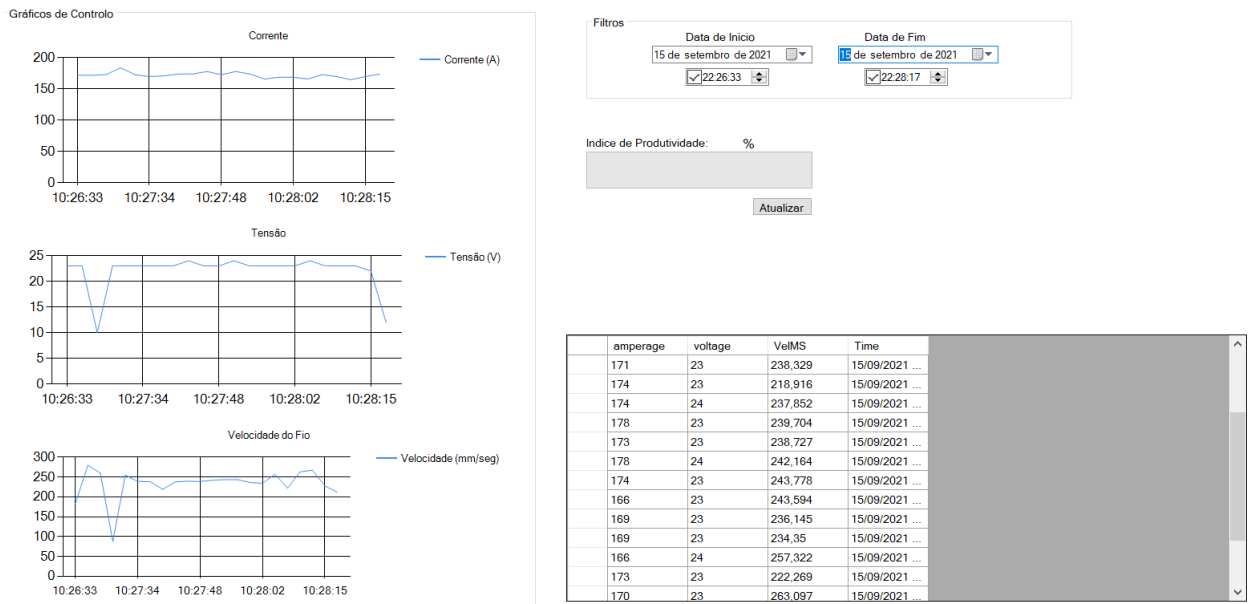 Gráficos de Controlo
Corrente
Corrente (A)
200
150
100
50
0
10:26:33 10:27:34 10:27:48 10:28:02 10:28:15
Tensão
Tensão (V)
25
20
15
10
5
0
10:26:33 10:27:34 10:27:48 10:28:02 10:28:15
Velocidade do Fio
Velocidade (mm/seg)
300
250
200
150
100
50
0
10:26:33 10:27:34 10:27:48 10:28:02 10:28:15
Filtros
Data de Inicio Data de Fim
15 de setembro de 2021 15 de setembro de 2021
22:26:33 22:28:17
Indice de Produtividade: %
Atualizar
amperage voltage VelMS Time
171 23 238,329 15/09/2021 ...
174 23 218,916 15/09/2021 ...
174 24 237,852 15/09/2021 ...
178 23 239,704 15/09/2021 ...
173 23 238,727 15/09/2021 ...
178 24 242,164 15/09/2021 ...
174 23 243,778 15/09/2021 ...
166 23 243,594 15/09/2021 ...
169 23 236,145 15/09/2021 ...
169 23 234,35 15/09/2021 ...
166 24 257,322 15/09/2021 ...
173 23 222,269 15/09/2021 ...
170 23 263,097 15/09/2021 ...